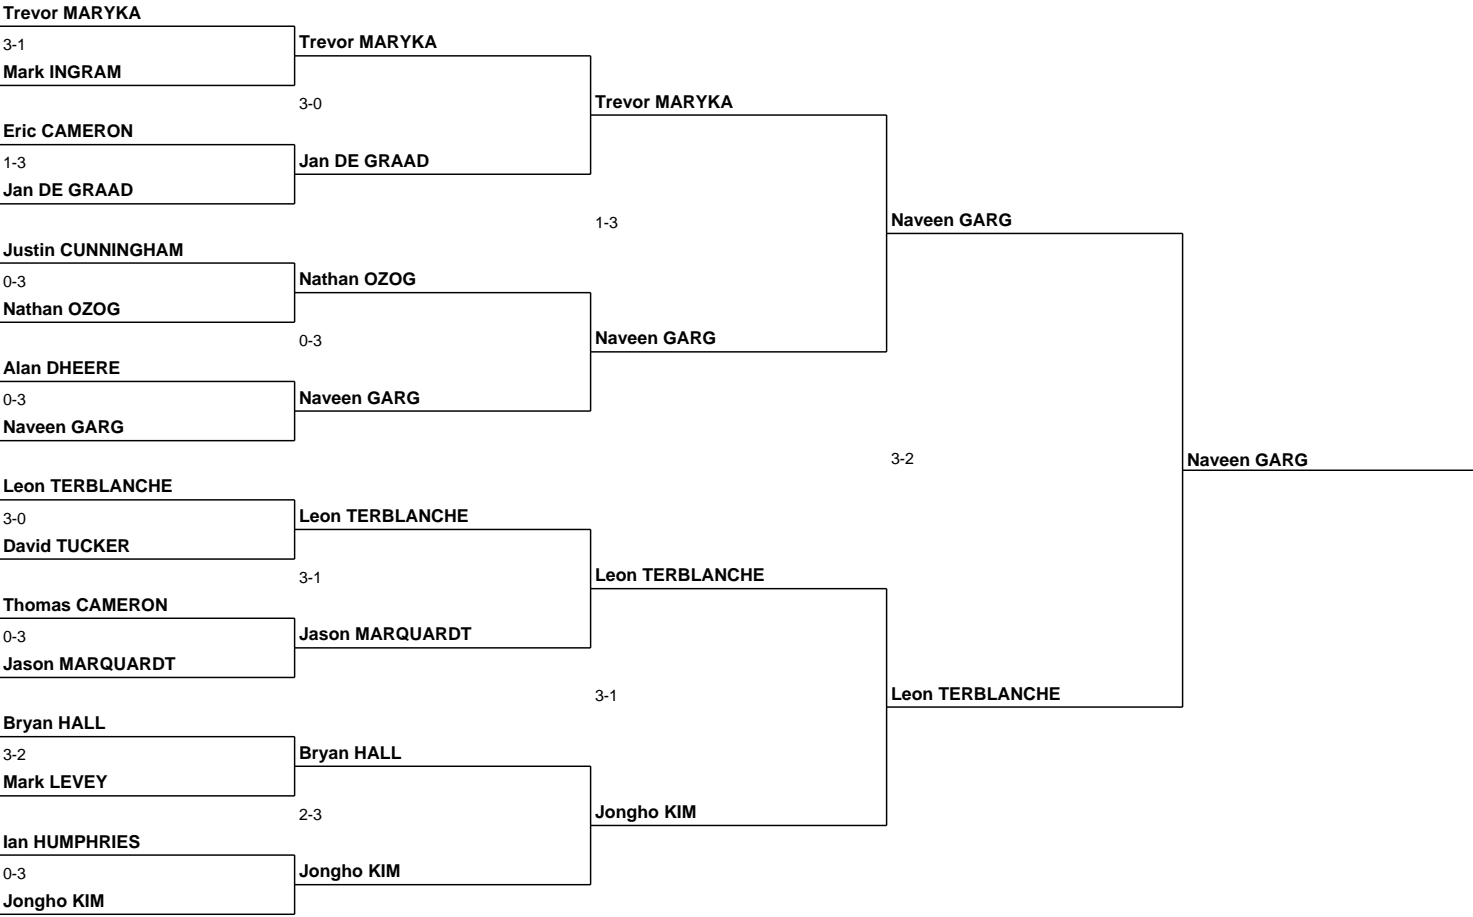 Trevor MARYKA
3-1
Mark INGRAM
Eric CAMERON
1-3
Jan DE GRAAD
Justin CUNNINGHAM
0-3
Nathan OZOG
Alan DHEERE
0-3
Naveen GARG
Leon TERBLANCHE
3-0
David TUCKER
Thomas CAMERON
0-3
Jason MARQUARDT
Bryan HALL
3-2
Mark LEVEY
Ian HUMPHRIES
0-3
Jongho KIM
Trevor MARYKA
3-0
Jan DE GRAAD
Nathan OZOG
0-3
Naveen GARG
Leon TERBLANCHE
3-1
Jason MARQUARDT
Bryan HALL
2-3
Jongho KIM
Trevor MARYKA
1-3
Naveen GARG
Leon TERBLANCHE
3-1
Jongho KIM
Naveen GARG
3-2
Leon TERBLANCHE
Naveen GARG